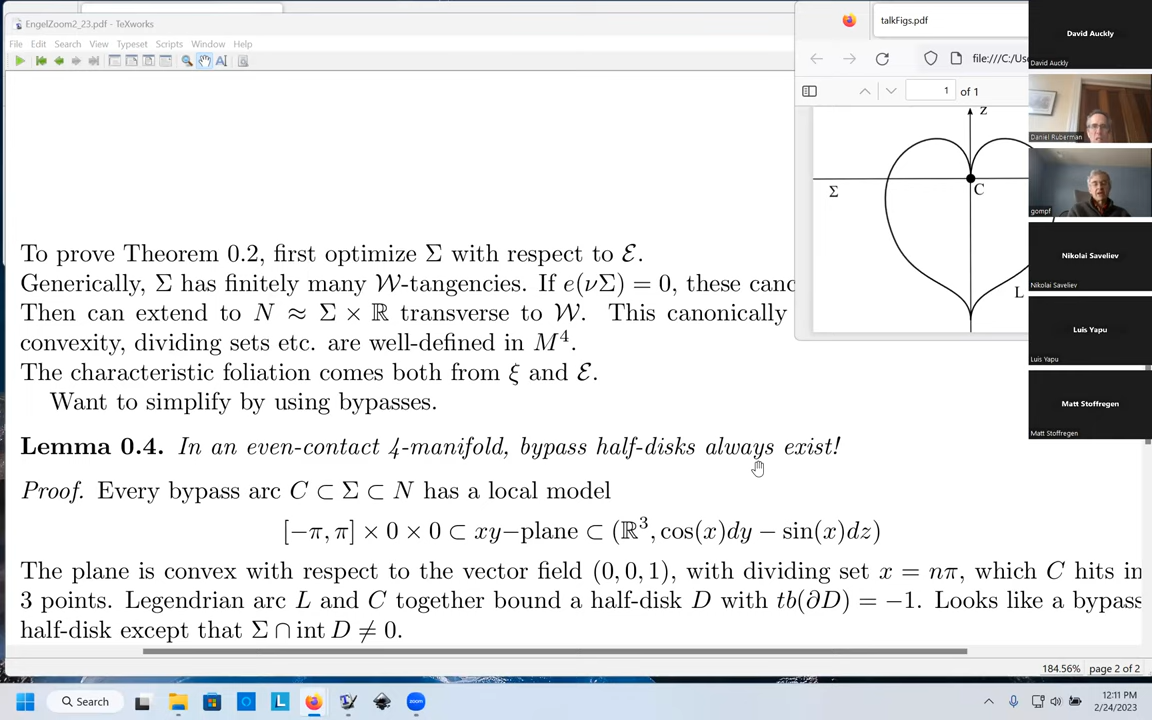 EngelZoom2_23.pdf - TeXworks
File Edit Search View Typeset Scripts Window Help
talkFigs.pdf
file:///C:/Us
1 of 1
z
Σ
C
L
To prove Theorem 0.2, first optimize Σ with respect to ℰ.
Generically, Σ has finitely many 𝒲-tangencies. If e(νΣ) = 0, these canc
Then can extend to N ≈ Σ × ℝ transverse to 𝒲. This canonically
convexity, dividing sets etc. are well-defined in M⁴.
The characteristic foliation comes both from ξ and ℰ.
Want to simplify by using bypasses.
Lemma 0.4. In an even-contact 4-manifold, bypass half-disks always exist!
Proof. Every bypass arc C ⊂ Σ ⊂ N has a local model
[−π, π] × 0 × 0 ⊂ xy−plane ⊂ (ℝ³, cos(x)dy − sin(x)dz)
The plane is convex with respect to the vector field (0, 0, 1), with dividing set x = nπ, which C hits in
3 points. Legendrian arc L and C together bound a half-disk D with tb(∂D) = −1. Looks like a bypass
half-disk except that Σ ∩ int D ≠ 0.
184.56% page 2 of 2
David Auckly
David Auckly
Daniel Ruberman
gompf
Nikolai Saveliev
Nikolai Saveliev
Luis Yapu
Luis Yapu
Matt Stoffregen
Matt Stoffregen
Search
L
zoom
12:11 PM
2/24/2023